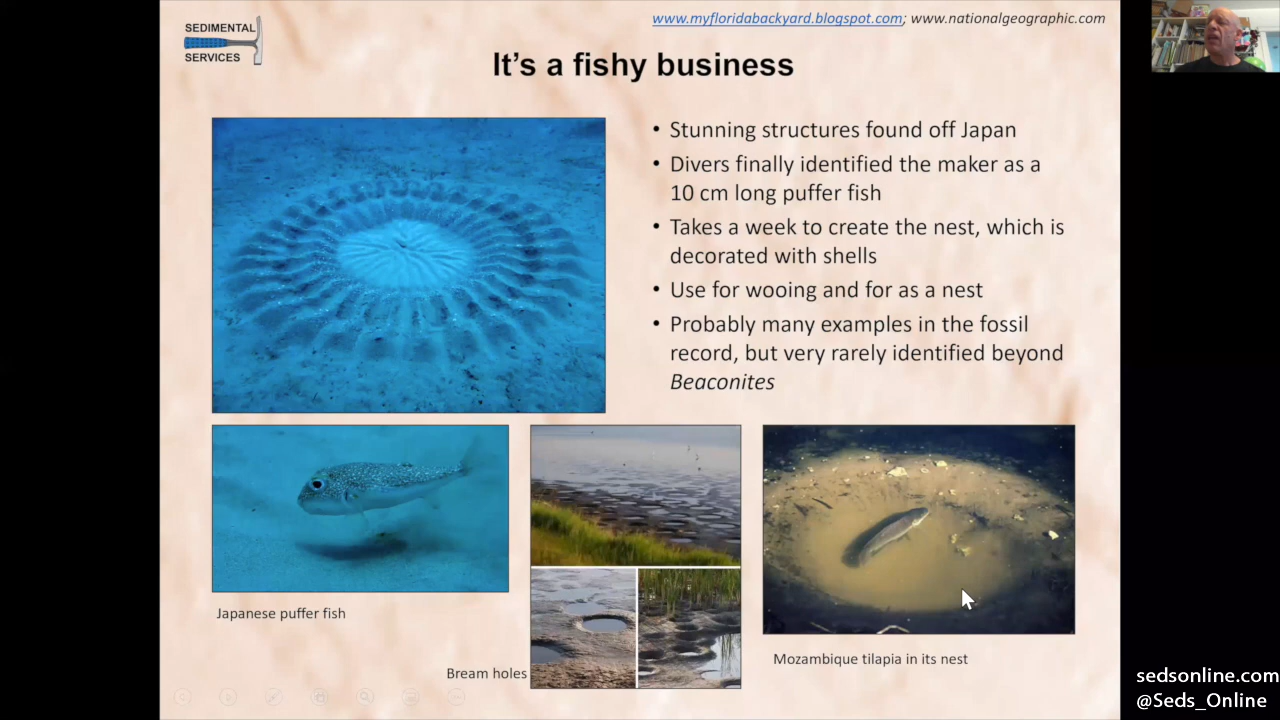 SEDIMENTAL
SERVICES
www.myfloridabackyard.blogspot.com; www.nationalgeographic.com
It's a fishy business
• Stunning structures found off Japan
• Divers finally identified the maker as a
10 cm long puffer fish
• Takes a week to create the nest, which is
decorated with shells
• Use for wooing and for as a nest
• Probably many examples in the fossil
record, but very rarely identified beyond
Beaconites
Japanese puffer fish
Bream holes
Mozambique tilapia in its nest
sedsonline.com
@Seds_Online